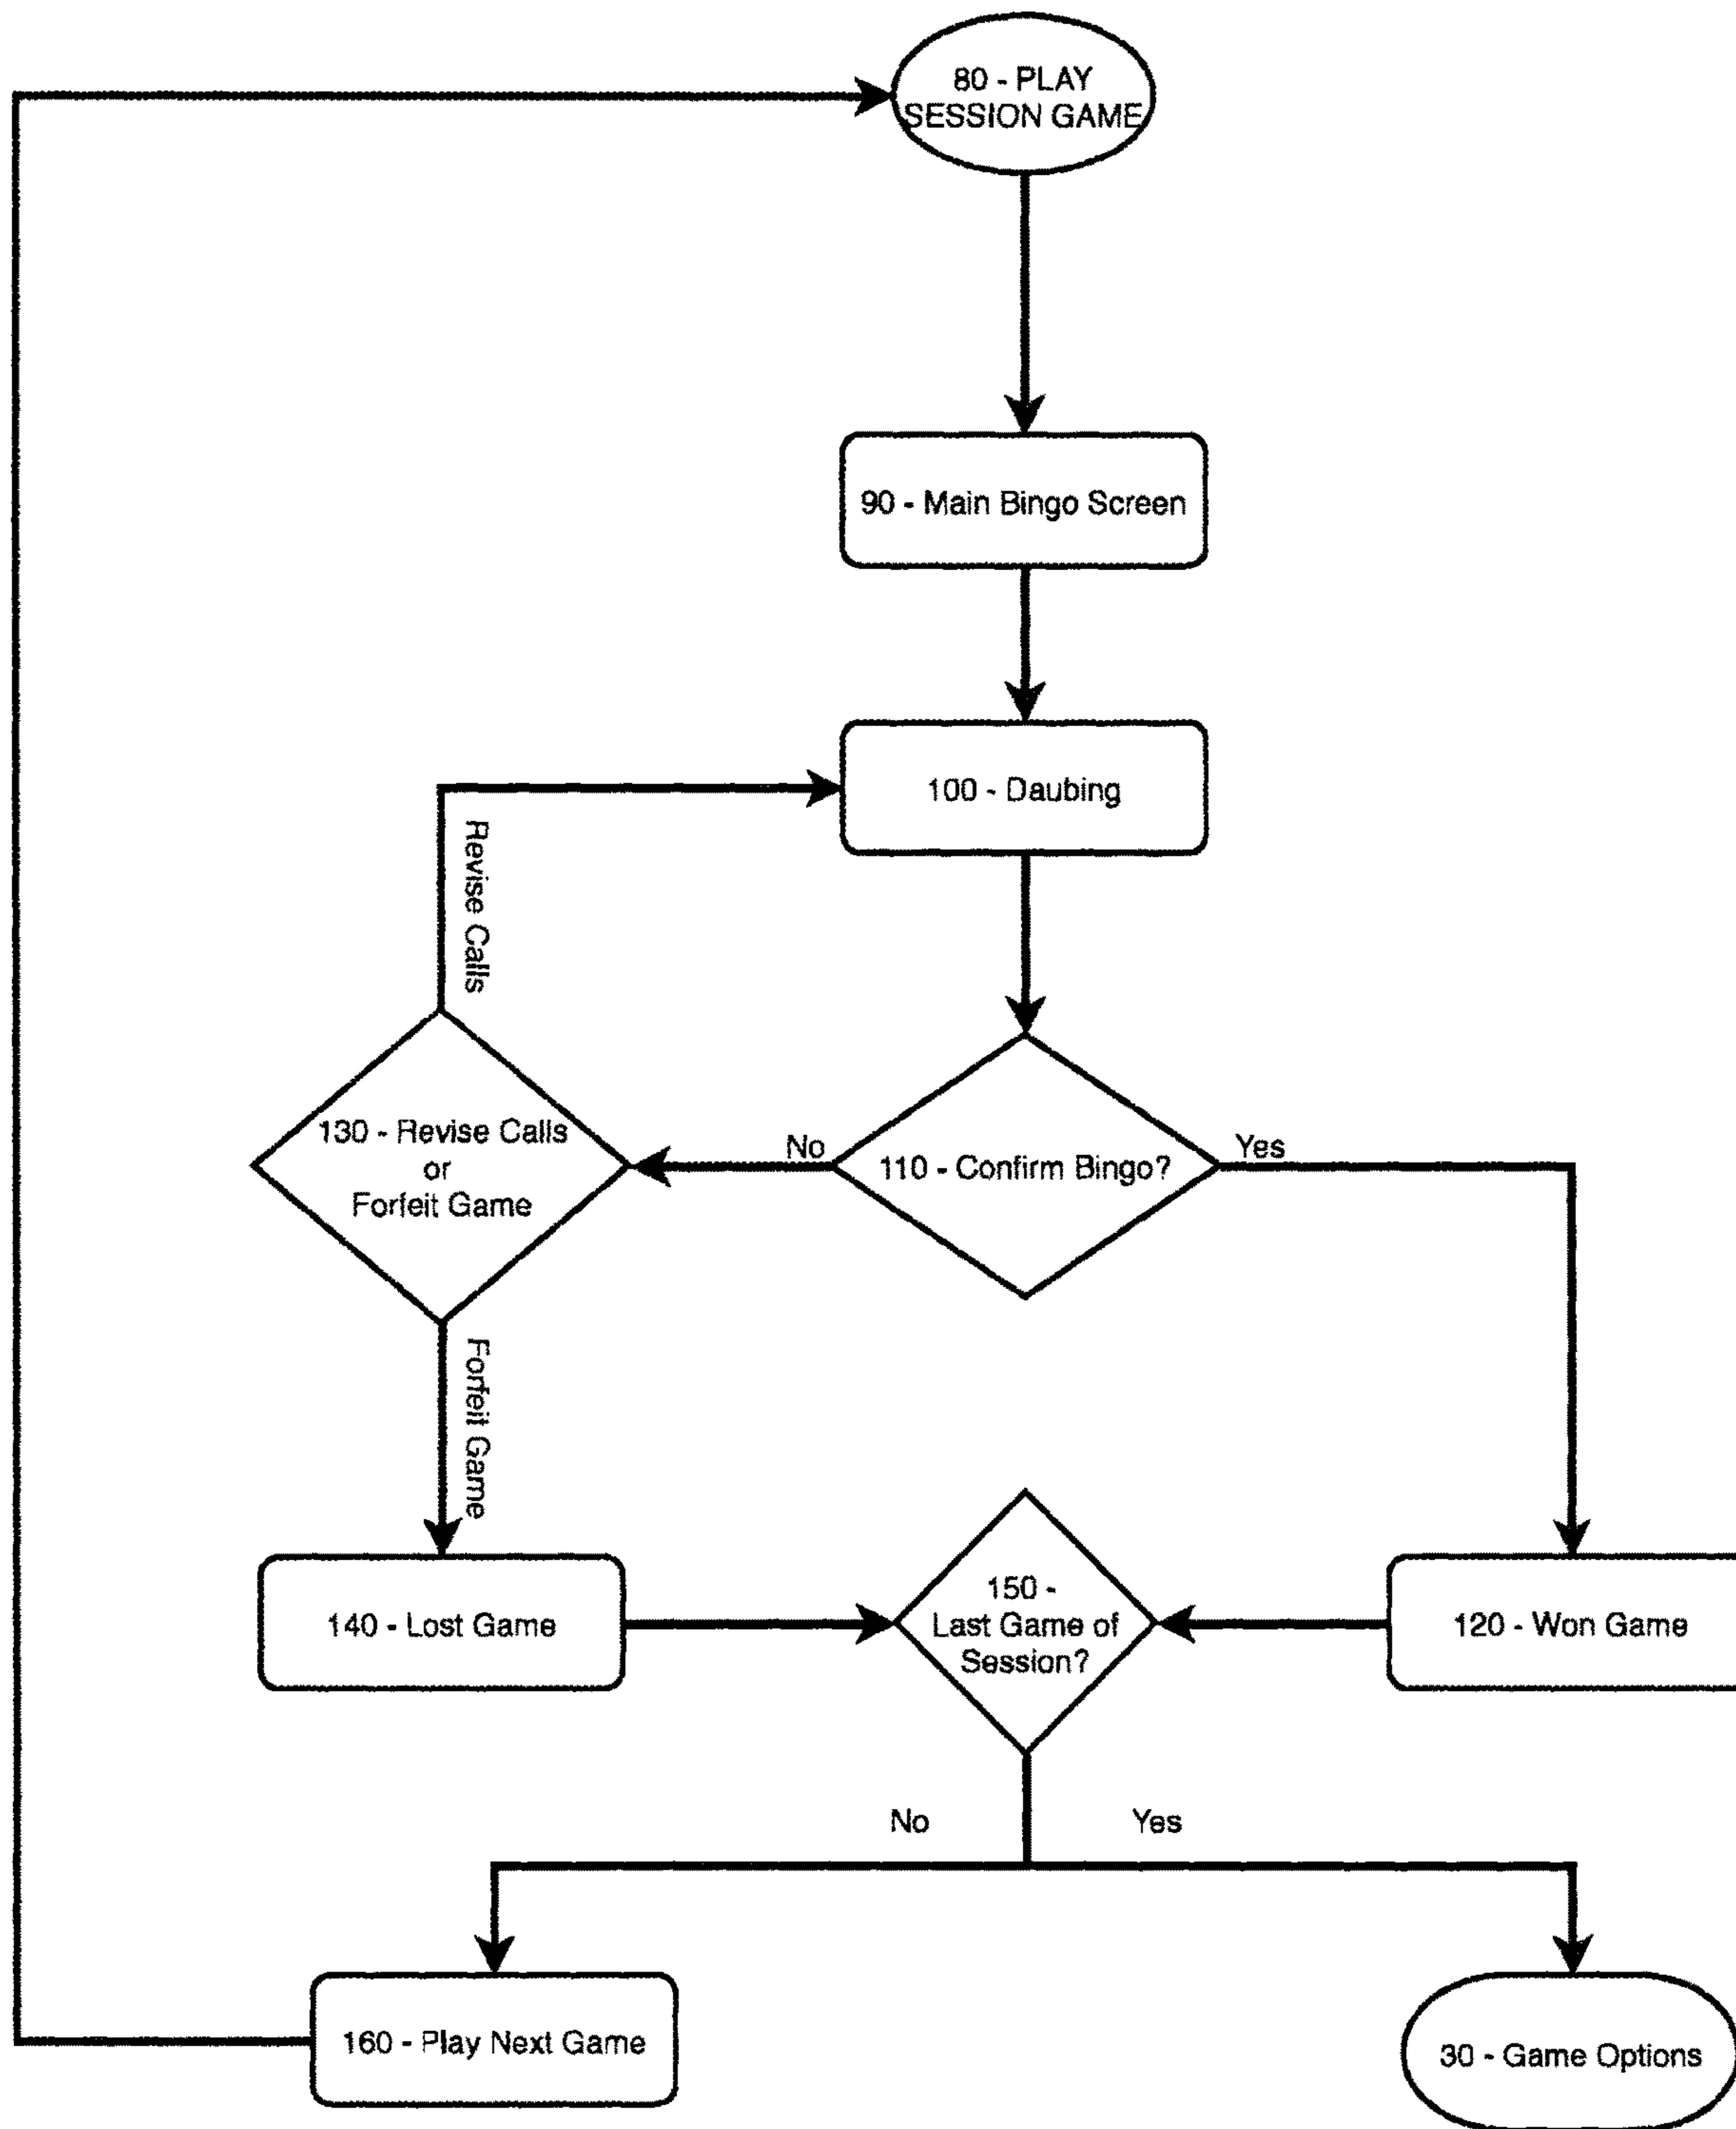 80 - PLAY
SESSION GAME
90 - Main Bingo Screen
100 - Daubing
Revise Calls
130 - Revise Calls
or
Forfeit Game
No
110 - Confirm Bingo?
Yes
Forfeit Game
140 - Lost Game
150 -
Last Game of
Session?
120 - Won Game
No
Yes
160 - Play Next Game
30 - Game Options